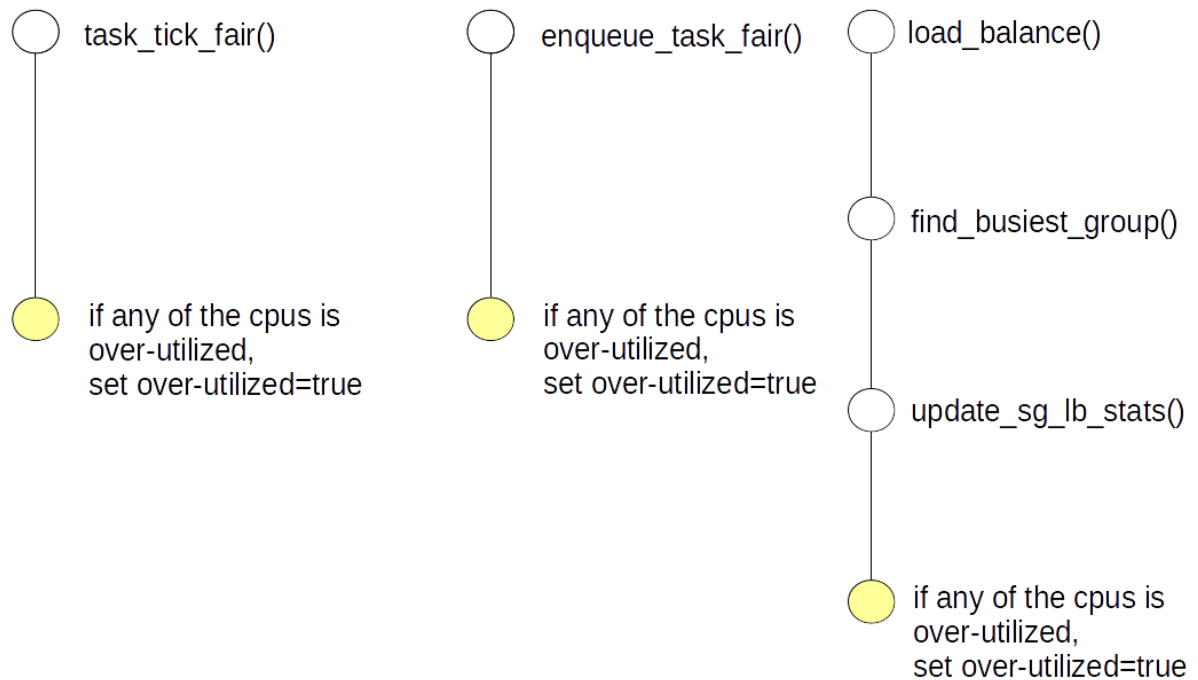 task_tick_fair()
if any of the cpus is
over-utilized,
set over-utilized=true
enqueue_task_fair()
if any of the cpus is
over-utilized,
set over-utilized=true
load_balance()
find_busiest_group()
update_sg_lb_stats()
if any of the cpus is
over-utilized,
set over-utilized=true